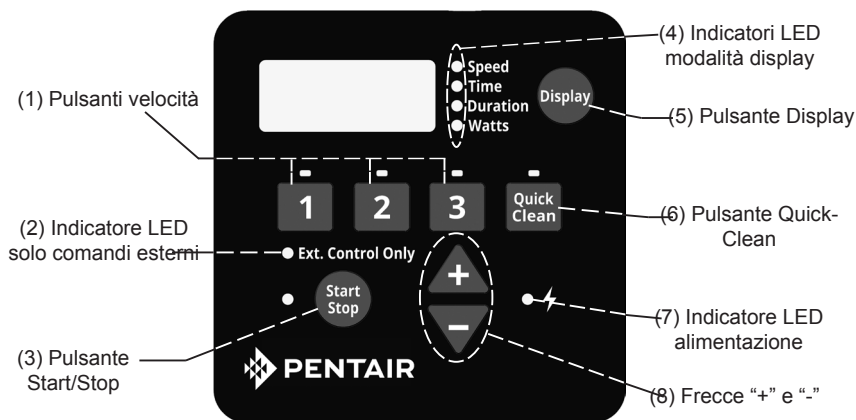 (4) Indicatori LED
modalità display
Speed
Time
Duration
Watts
Display
(1) Pulsanti velocità
(5) Pulsante Display
1
2
3
Quick
Clean
(6) Pulsante Quick-
Clean
(2) Indicatore LED
solo comandi esterni
Ext. Control Only
+
-
Start
Stop
(7) Indicatore LED
alimentazione
(3) Pulsante
Start/Stop
PENTAIR
(8) Frecce “+” e “-”